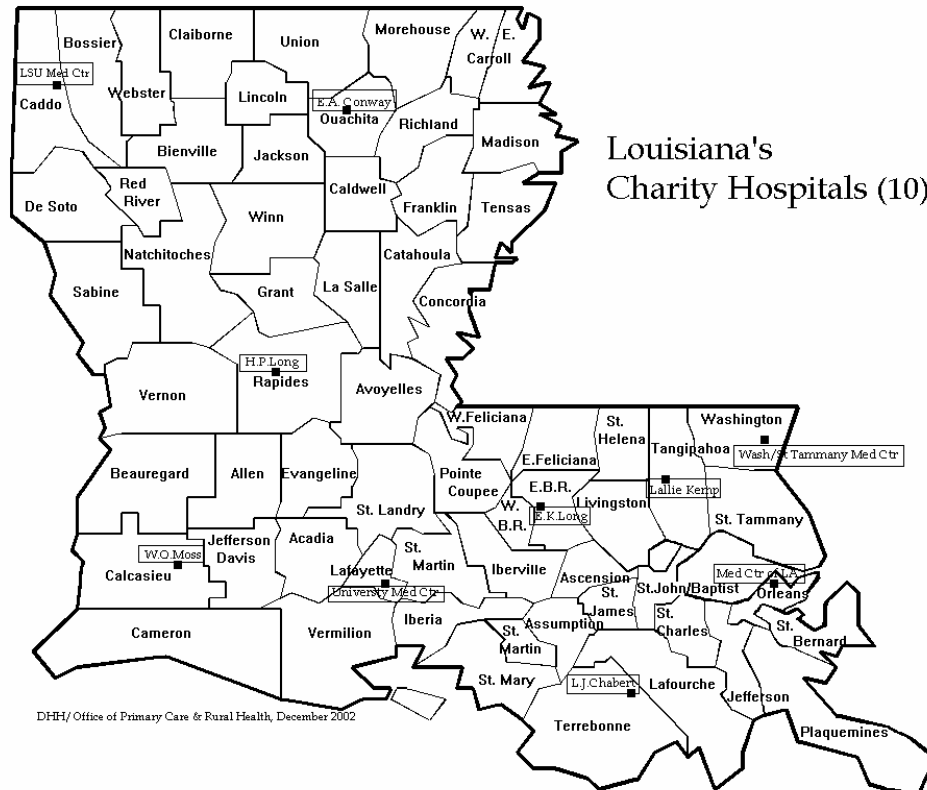 Louisiana's
Charity Hospitals (10)
Bossier
Claiborne
Union
Morehouse
W.
E.
Carroll
LSU Med Ctr
Caddo
Webster
Lincoln
E.A. Conway
Ouachita
Richland
Madison
Bienville
Jackson
Caldwell
Franklin
Tensas
De Soto
Red
River
Winn
Natchitoches
Catahoula
Sabine
Grant
La Salle
Concordia
H.P.Long
Rapides
Vernon
Avoyelles
W.Feliciana
St.
Helena
Washington
Tangipahoa
Wash/St Tammany Med Ctr
E.Feliciana
Beauregard
Allen
Evangeline
Pointe
Coupee
E.B.R.
Livingston
Lallie Kemp
W.
B.R.
E.K.Long
St. Landry
St. Tammany
Jefferson
Davis
Acadia
W.O.Moss
Calcasieu
Lafayette
University Med Ctr
St.
Martin
Iberville
Ascension
St.
James
St.John/Baptist
Med Ctr of LA
Orleans
Cameron
Vermilion
Iberia
Assumption
St.
Charles
St.
Bernard
St.
Martin
St. Mary
L.J.Chabert
Lafourche
Jefferson
Terrebonne
Plaquemines
DHH/ Office of Primary Care & Rural Health, December 2002